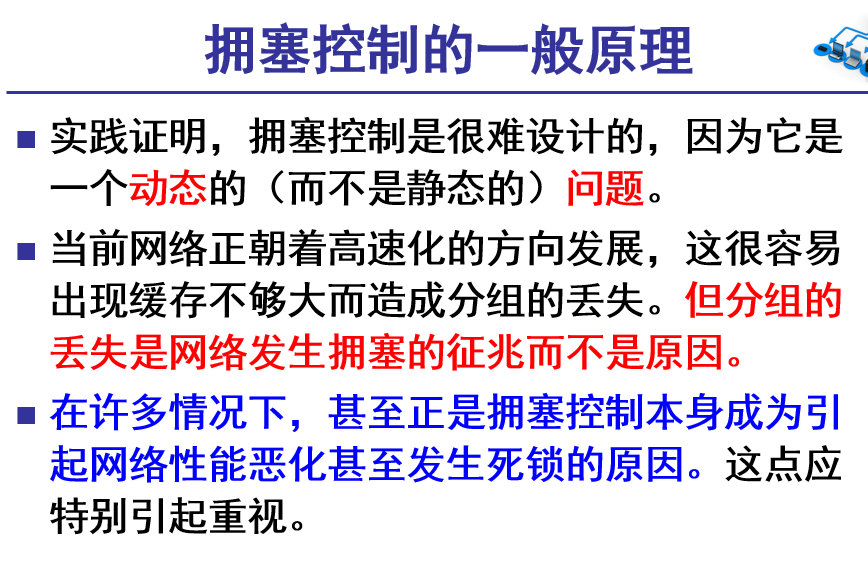 拥塞控制的一般原理
实践证明，拥塞控制是很难设计的，因为它是
一个动态的（而不是静态的）问题。
当前网络正朝着高速化的方向发展，这很容易
出现缓存不够大而造成分组的丢失。但分组的
丢失是网络发生拥塞的征兆而不是原因。
在许多情况下，甚至正是拥塞控制本身成为引
起网络性能恶化甚至发生死锁的原因。这点应
特别引起重视。